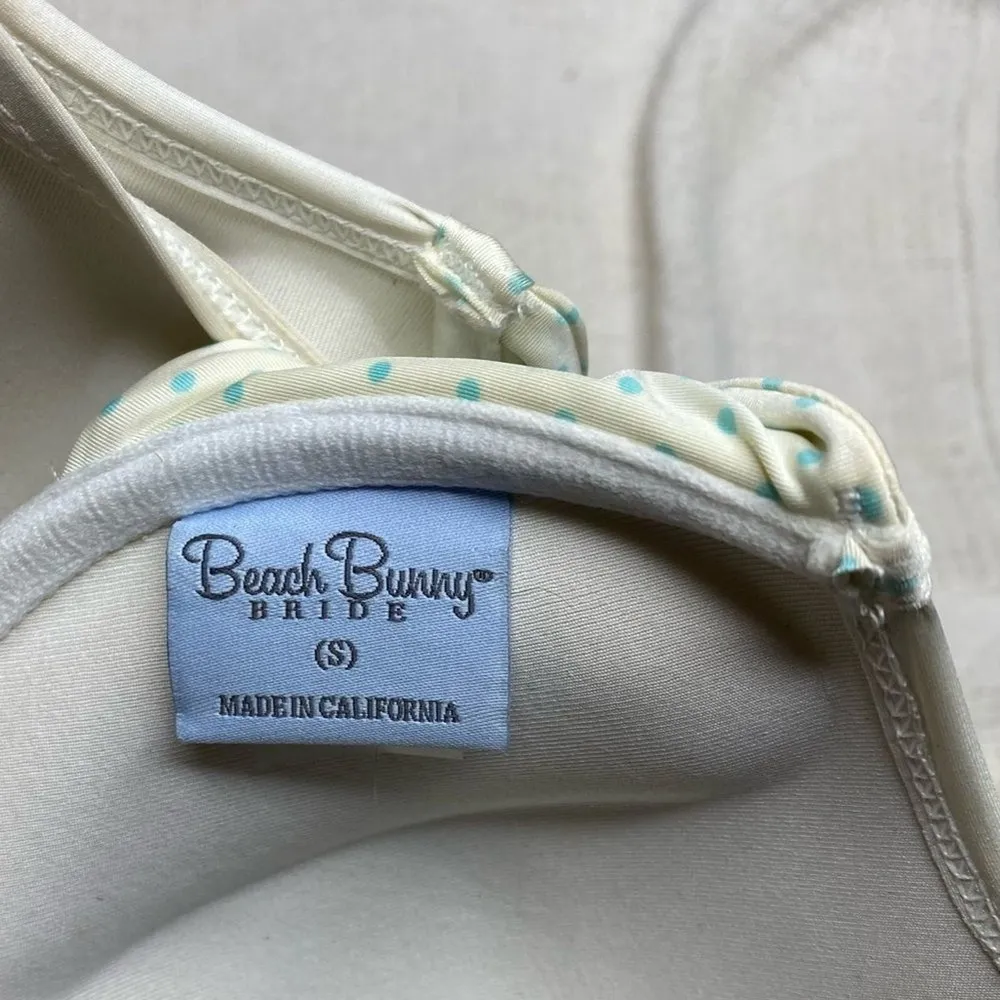 Beach Bunny®
BRIDE
(S)
MADE IN CALIFORNIA